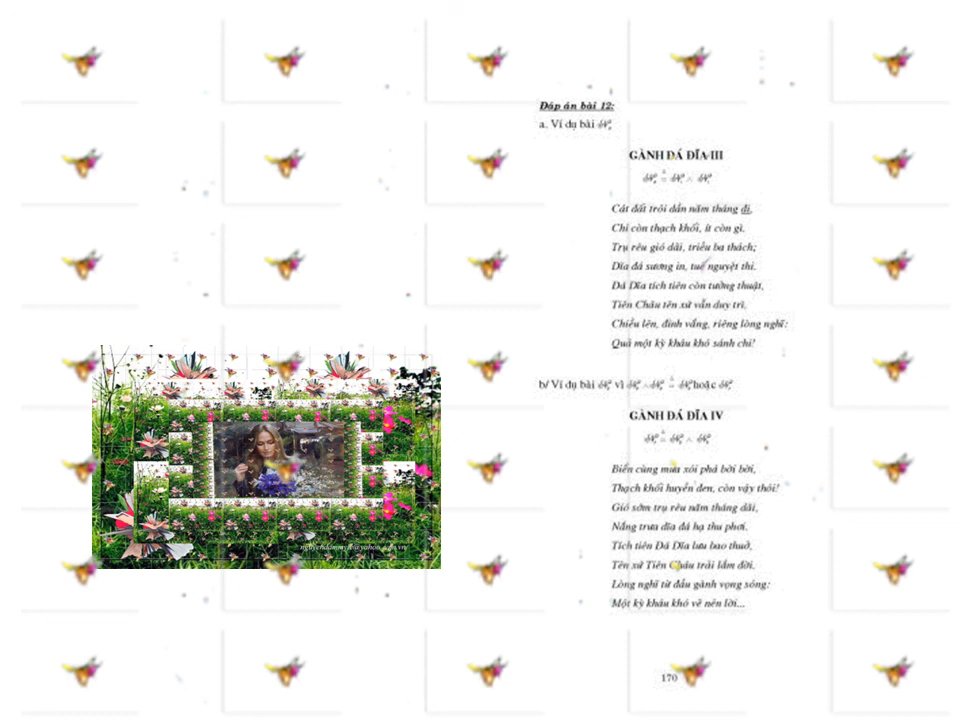 Đáp án bài 12:
a. Ví dụ bài
GÀNH ĐÁ ĐĨA III
Cát đất trôi dần năm tháng đi,
Chỉ còn thạch khối, ít còn gì.
Trụ rêu gió dãi, triều ba thách;
Dĩa đá sương in, tuế nguyệt thi.
Đá Dĩa tích tiên còn tường thuật,
Tiên Châu tên xứ vẫn duy trì.
Chiều lên, đình vắng, riêng lòng nghĩ:
Quả một kỳ khâu khó sánh chi!
b/ Ví dụ bài vì hoặc
GÀNH ĐÁ ĐĨA IV
Biển cùng mưa xói phá bời bời,
Thạch khối huyền đen, còn vậy thôi!
Gió sớm trụ rêu năm tháng dãi,
Nắng trưa dĩa đá hạ thu phơi.
Tích tiên Đá Dĩa lưu bao thuở,
Tên xứ Tiên Châu trải lắm đời.
Lòng nghĩ từ đầu gành vọng sóng:
Một kỳ khâu khó vẽ nên lời...
170